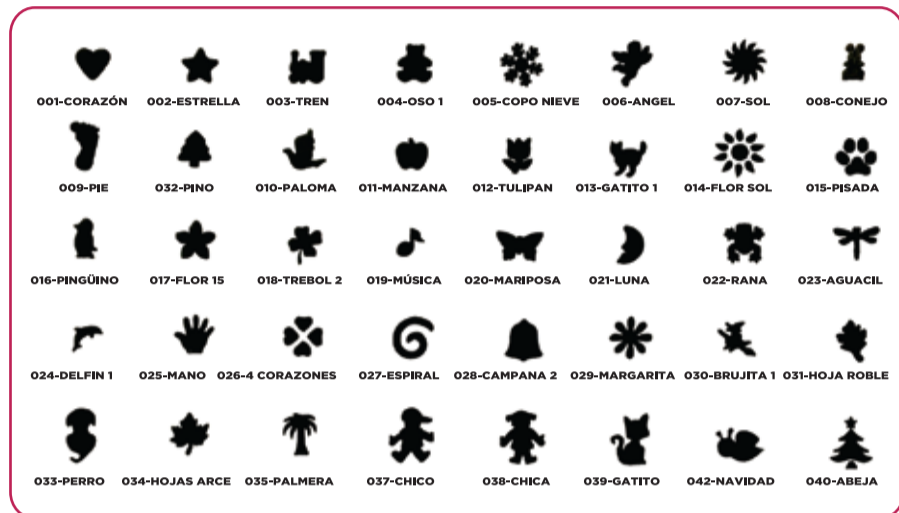 001-CORAZÓN 002-ESTRELLA 003-TREN 004-OSO 1 005-COPO NIEVE 006-ANGEL 007-SOL 008-CONEJO
009-PIE 032-PINO 010-PALOMA 011-MANZANA 012-TULIPAN 013-GATITO 1 014-FLOR SOL 015-PISADA
016-PINGÜINO 017-FLOR 15 018-TREBOL 2 019-MÚSICA 020-MARIPOSA 021-LUNA 022-RANA 023-AGUACIL
024-DELFIN 1 025-MANO 026-4 CORAZONES 027-ESPIRAL 028-CAMPANA 2 029-MARGARITA 030-BRUJITA 1 031-HOJA ROBLE
033-PERRO 034-HOJAS ARCE 035-PALMERA 037-CHICO 038-CHICA 039-GATITO 042-NAVIDAD 040-ABEJA